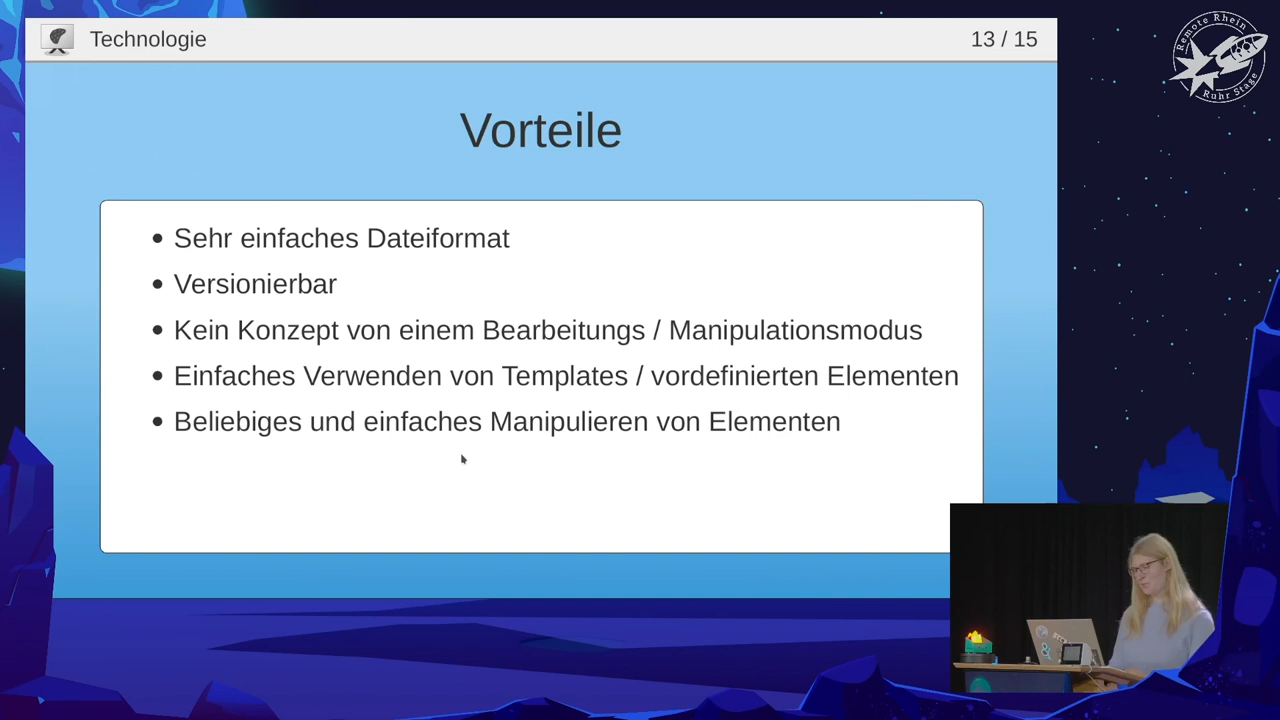 Technologie
13 / 15
Remote Rhein
Ruhr Stage
Vorteile
• Sehr einfaches Dateiformat
• Versionierbar
• Kein Konzept von einem Bearbeitungs / Manipulationsmodus
• Einfaches Verwenden von Templates / vordefinierten Elementen
• Beliebiges und einfaches Manipulieren von Elementen